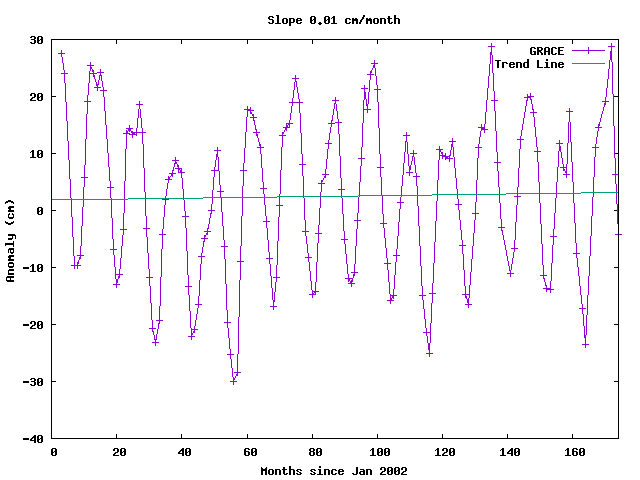 Slope 0.01 cm/month
GRACE
Trend Line
30
20
10
0
-10
-20
-30
-40
Anomaly (cm)
0 20 40 60 80 100 120 140 160
Months since Jan 2002